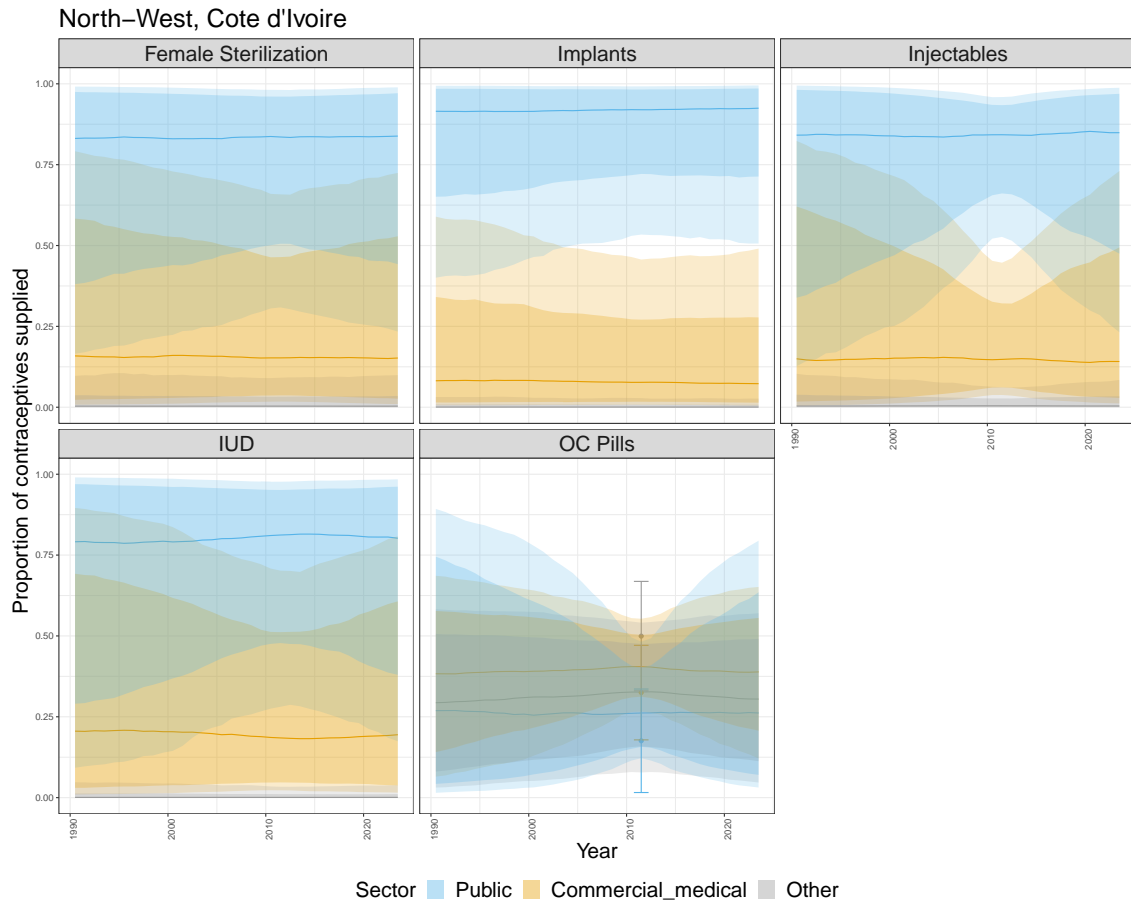 North−West, Cote d'Ivoire
Female Sterilization
Implants
Injectables
1.00
0.75
0.50
0.25
0.00
1990
2000
2010
2020
IUD
OC Pills
1.00
0.75
0.50
0.25
0.00
1990
2000
2010
2020
1990
2000
2010
2020
Proportion of contraceptives supplied
Year
Sector Public Commercial_medical Other